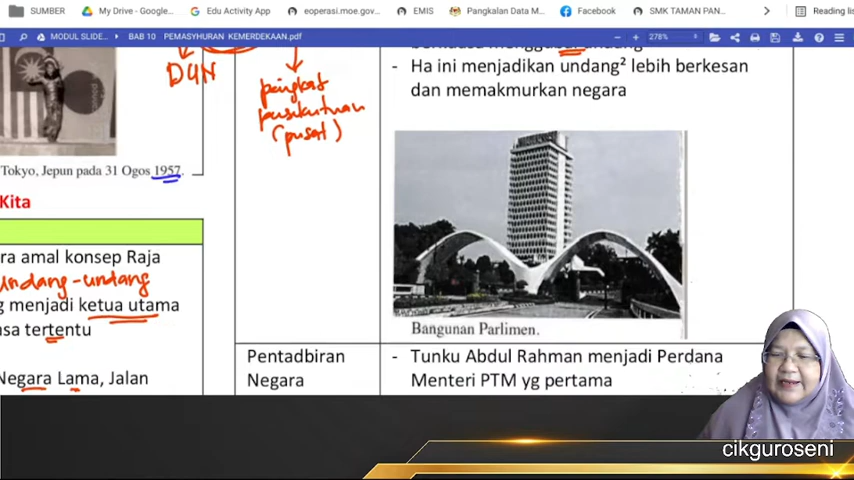 SUMBER
My Drive - Google...
Edu Activity App
eoperasi.moe.gov...
EMIS
Pangkalan Data M...
Facebook
SMK TAMAN PAN...
Reading list
MODUL SLIDE...
BAB 10 PEMASYHURAN KEMERDEKAAN.pdf
278%
DUN
Tokyo, Jepun pada 31 Ogos 1957.
Kita
ra amal konsep Raja
undang-undang
g menjadi ketua utama
sa tertentu
Negara Lama, Jalan
peringkat
persekutuan
(pusat)
- Ha ini menjadikan undang² lebih berkesan
dan memakmurkan negara
Bangunan Parlimen.
Pentadbiran
Negara
- Tunku Abdul Rahman menjadi Perdana
Menteri PTM yg pertama
cikguroseni